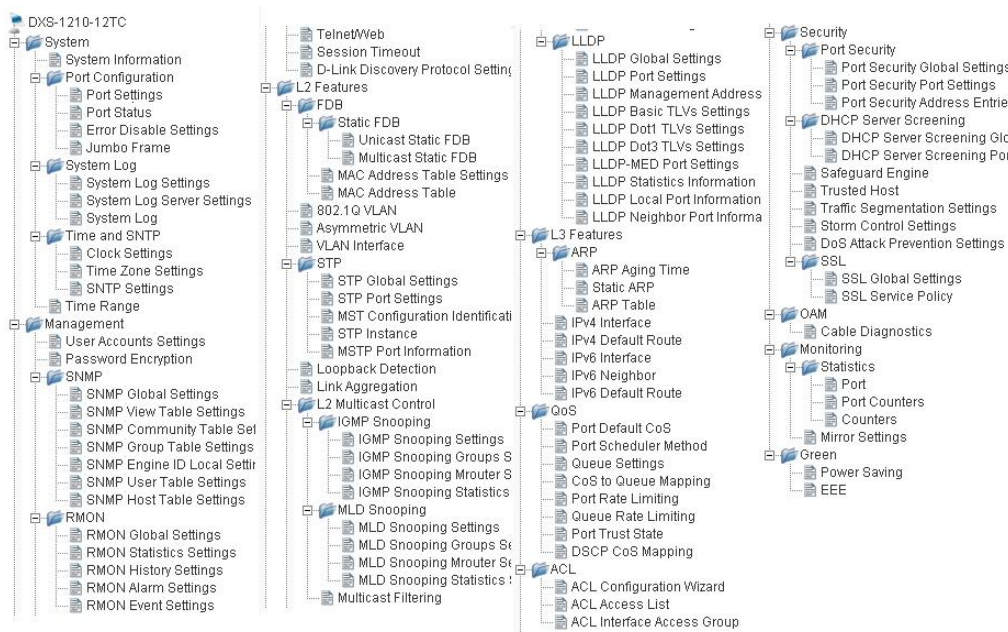 DXS-1210-12TC
System
System Information
Port Configuration
Port Settings
Port Status
Error Disable Settings
Jumbo Frame
System Log
System Log Settings
System Log Server Settings
System Log
Time and SNTP
Clock Settings
Time Zone Settings
SNTP Settings
Time Range
Management
User Accounts Settings
Password Encryption
SNMP
SNMP Global Settings
SNMP View Table Settings
SNMP Community Table Set
SNMP Group Table Settings
SNMP Engine ID Local Settin
SNMP User Table Settings
SNMP Host Table Settings
RMON
RMON Global Settings
RMON Statistics Settings
RMON History Settings
RMON Alarm Settings
RMON Event Settings
Telnet/Web
Session Timeout
D-Link Discovery Protocol Setting
L2 Features
FDB
Static FDB
Unicast Static FDB
Multicast Static FDB
MAC Address Table Settings
MAC Address Table
802.1Q VLAN
Asymmetric VLAN
VLAN Interface
STP
STP Global Settings
STP Port Settings
MST Configuration Identificati
STP Instance
MSTP Port Information
Loopback Detection
Link Aggregation
L2 Multicast Control
IGMP Snooping
IGMP Snooping Settings
IGMP Snooping Groups S
IGMP Snooping Mrouter S
IGMP Snooping Statistics
MLD Snooping
MLD Snooping Settings
MLD Snooping Groups Se
MLD Snooping Mrouter Se
MLD Snooping Statistics
Multicast Filtering
LLDP
LLDP Global Settings
LLDP Port Settings
LLDP Management Address
LLDP Basic TLVs Settings
LLDP Dot1 TLVs Settings
LLDP Dot3 TLVs Settings
LLDP-MED Port Settings
LLDP Statistics Information
LLDP Local Port Information
LLDP Neighbor Port Informa
L3 Features
ARP
ARP Aging Time
Static ARP
ARP Table
IPv4 Interface
IPv4 Default Route
IPv6 Interface
IPv6 Neighbor
IPv6 Default Route
QoS
Port Default CoS
Port Scheduler Method
Queue Settings
CoS to Queue Mapping
Port Rate Limiting
Queue Rate Limiting
Port Trust State
DSCP CoS Mapping
ACL
ACL Configuration Wizard
ACL Access List
ACL Interface Access Group
Security
Port Security
Port Security Global Settings
Port Security Port Settings
Port Security Address Entrie
DHCP Server Screening
DHCP Server Screening Glo
DHCP Server Screening Por
Safeguard Engine
Trusted Host
Traffic Segmentation Settings
Storm Control Settings
DoS Attack Prevention Settings
SSL
SSL Global Settings
SSL Service Policy
OAM
Cable Diagnostics
Monitoring
Statistics
Port
Port Counters
Counters
Mirror Settings
Green
Power Saving
EEE